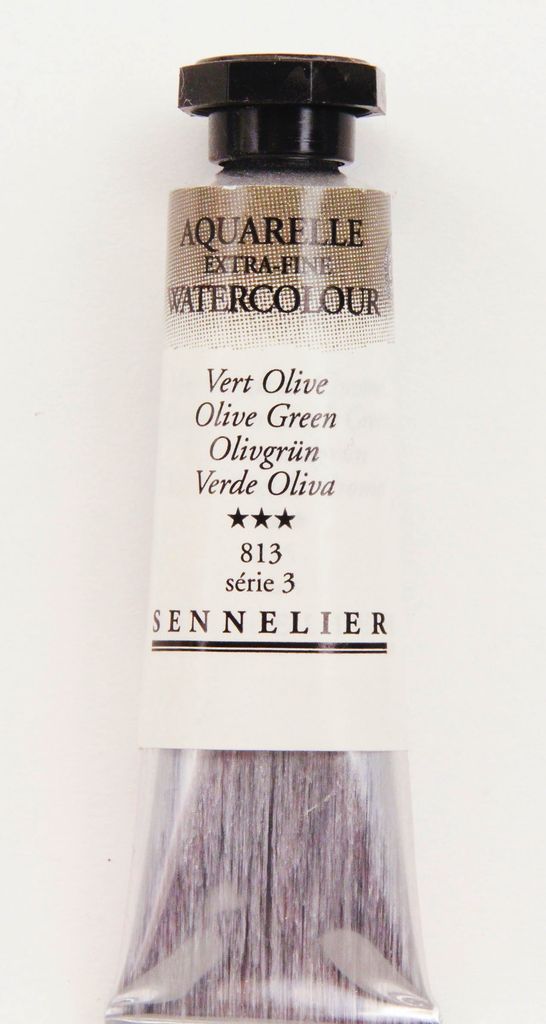 AQUARELLE
EXTRA-FINE
WATERCOLOUR
Vert Olive
Olive Green
Olivgrün
Verde Oliva
★★★
813
série 3
SENNELIER